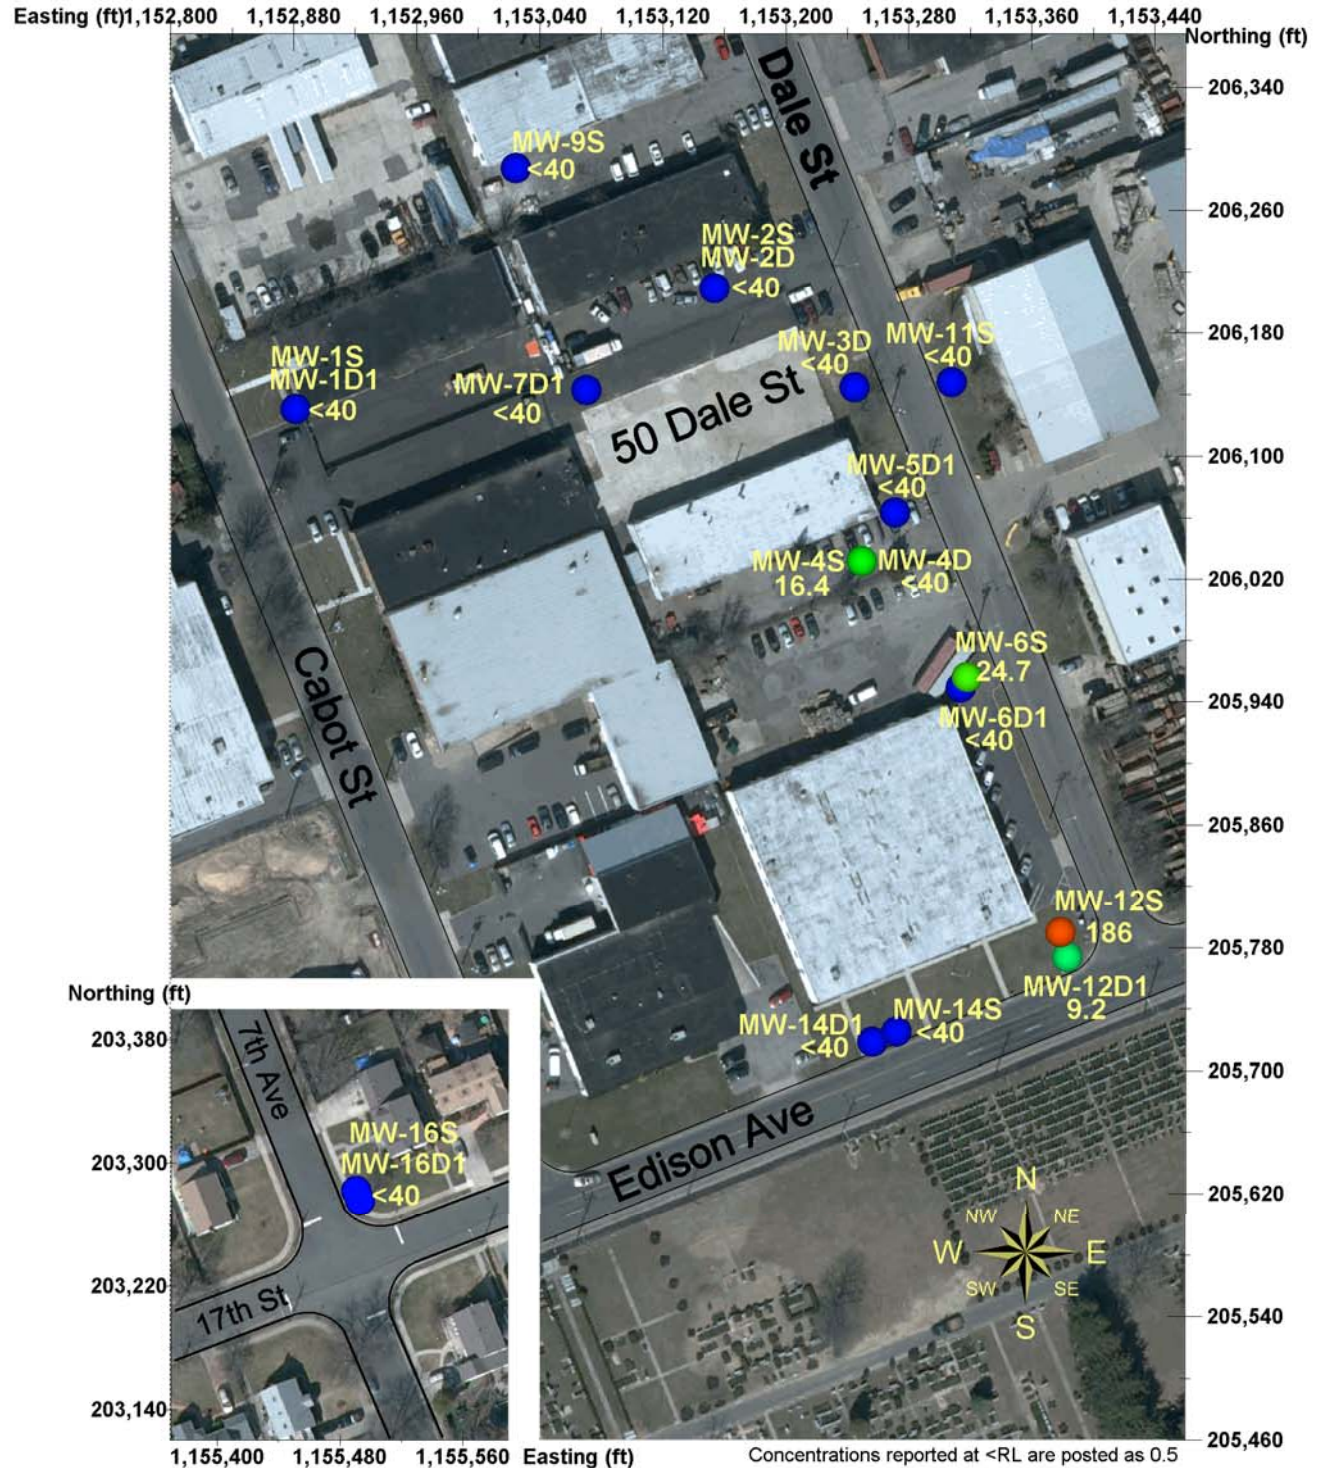 Easting (ft) 1,152,800 1,152,880 1,152,960 1,153,040 1,153,120 1,153,200 1,153,280 1,153,360 1,153,440
Northing (ft)
206,340
Dale St
MW-9S
<40
206,260
MW-2S
MW-2D
<40
206,180
MW-3D
<40
MW-11S
<40
MW-1S
MW-1D1
<40
MW-7D1
<40
50 Dale St
206,100
MW-5D1
<40
MW-4S
16.4
MW-4D
<40
206,020
MW-6S
24.7
205,940
MW-6D1
<40
Cabot St
205,860
MW-12S
186
205,780
MW-12D1
9.2
MW-14D1
<40
MW-14S
<40
205,700
Edison Ave
205,620
N
NW NE
W E
SW SE
S
205,540
205,460
Northing (ft)
203,380
7th Ave
MW-16S
MW-16D1
<40
203,300
203,220
17th St
203,140
1,155,400 1,155,480 1,155,560 Easting (ft)
Concentrations reported at <RL are posted as 0.5